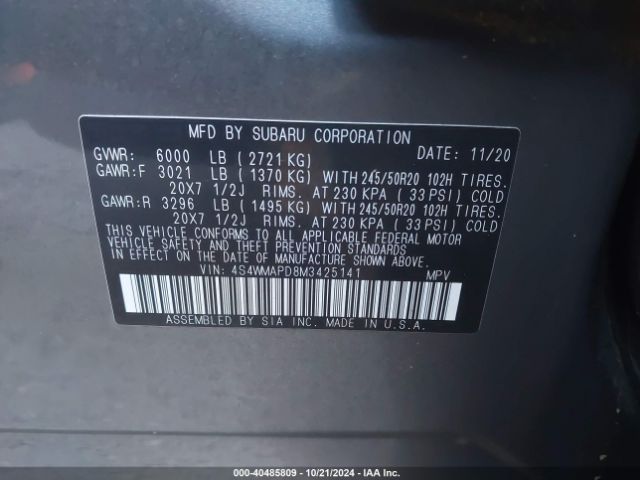 MFD BY SUBARU CORPORATION
GVWR: 6000 LB ( 2721 KG) DATE: 11/20
GAWR:F 3021 LB ( 1370 KG) WITH 245/50R20 102H TIRES.
20X7 1/2J RIMS. AT 230 KPA ( 33 PSI) COLD
GAWR:R 3296 LB ( 1495 KG) WITH 245/50R20 102H TIRES.
20X7 1/2J RIMS. AT 230 KPA ( 33 PSI) COLD
THIS VEHICLE CONFORMS TO ALL APPLICABLE FEDERAL MOTOR
VEHICLE SAFETY AND THEFT PREVENTION STANDARDS
IN EFFECT ON THE DATE OF MANUFACTURE SHOWN ABOVE.
VIN: 4S4WMAPD8M3425141 MPV
ASSEMBLED BY SIA INC. MADE IN U.S.A.
000-40485809 - 10/21/2024 - IAA Inc.